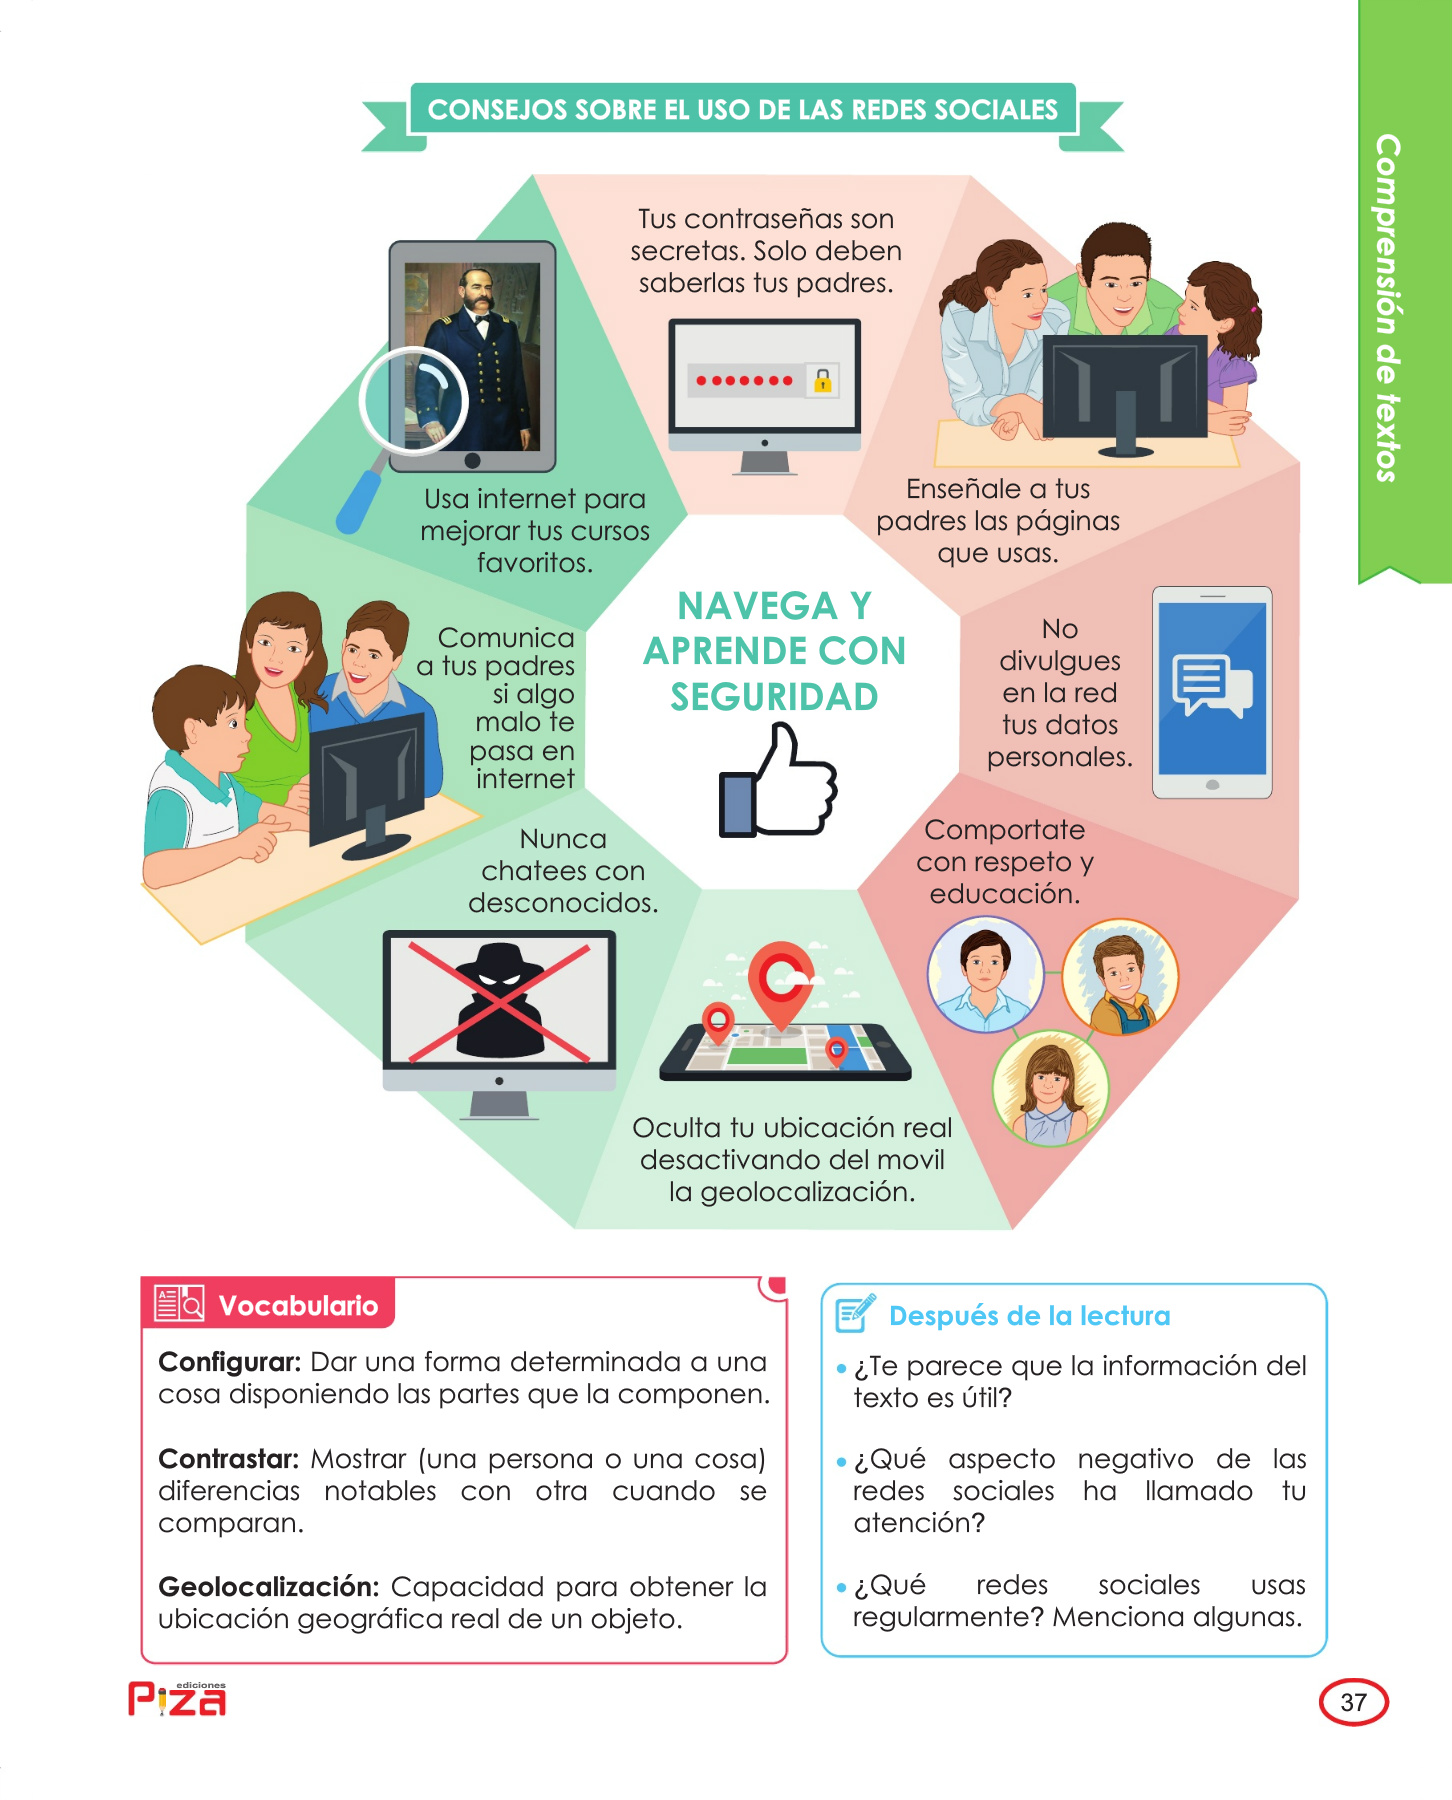 CONSEJOS SOBRE EL USO DE LAS REDES SOCIALES
Comprensión de textos
Tus contraseñas son
secretas. Solo deben
saberlas tus padres.
Enseñale a tus
padres las páginas
que usas.
No
divulgues
en la red
tus datos
personales.
Comportate
con respeto y
educación.
Oculta tu ubicación real
desactivando del movil
la geolocalización.
Nunca
chatees con
desconocidos.
Comunica
a tus padres
si algo
malo te
pasa en
internet
Usa internet para
mejorar tus cursos
favoritos.
NAVEGA Y
APRENDE CON
SEGURIDAD
Vocabulario
Configurar: Dar una forma determinada a una
cosa disponiendo las partes que la componen.
Contrastar: Mostrar (una persona o una cosa)
diferencias notables con otra cuando se
comparan.
Geolocalización: Capacidad para obtener la
ubicación geográfica real de un objeto.
Después de la lectura
• ¿Te parece que la información del
texto es útil?
• ¿Qué aspecto negativo de las
redes sociales ha llamado tu
atención?
• ¿Qué redes sociales usas
regularmente? Menciona algunas.
ediciones
Piza
37